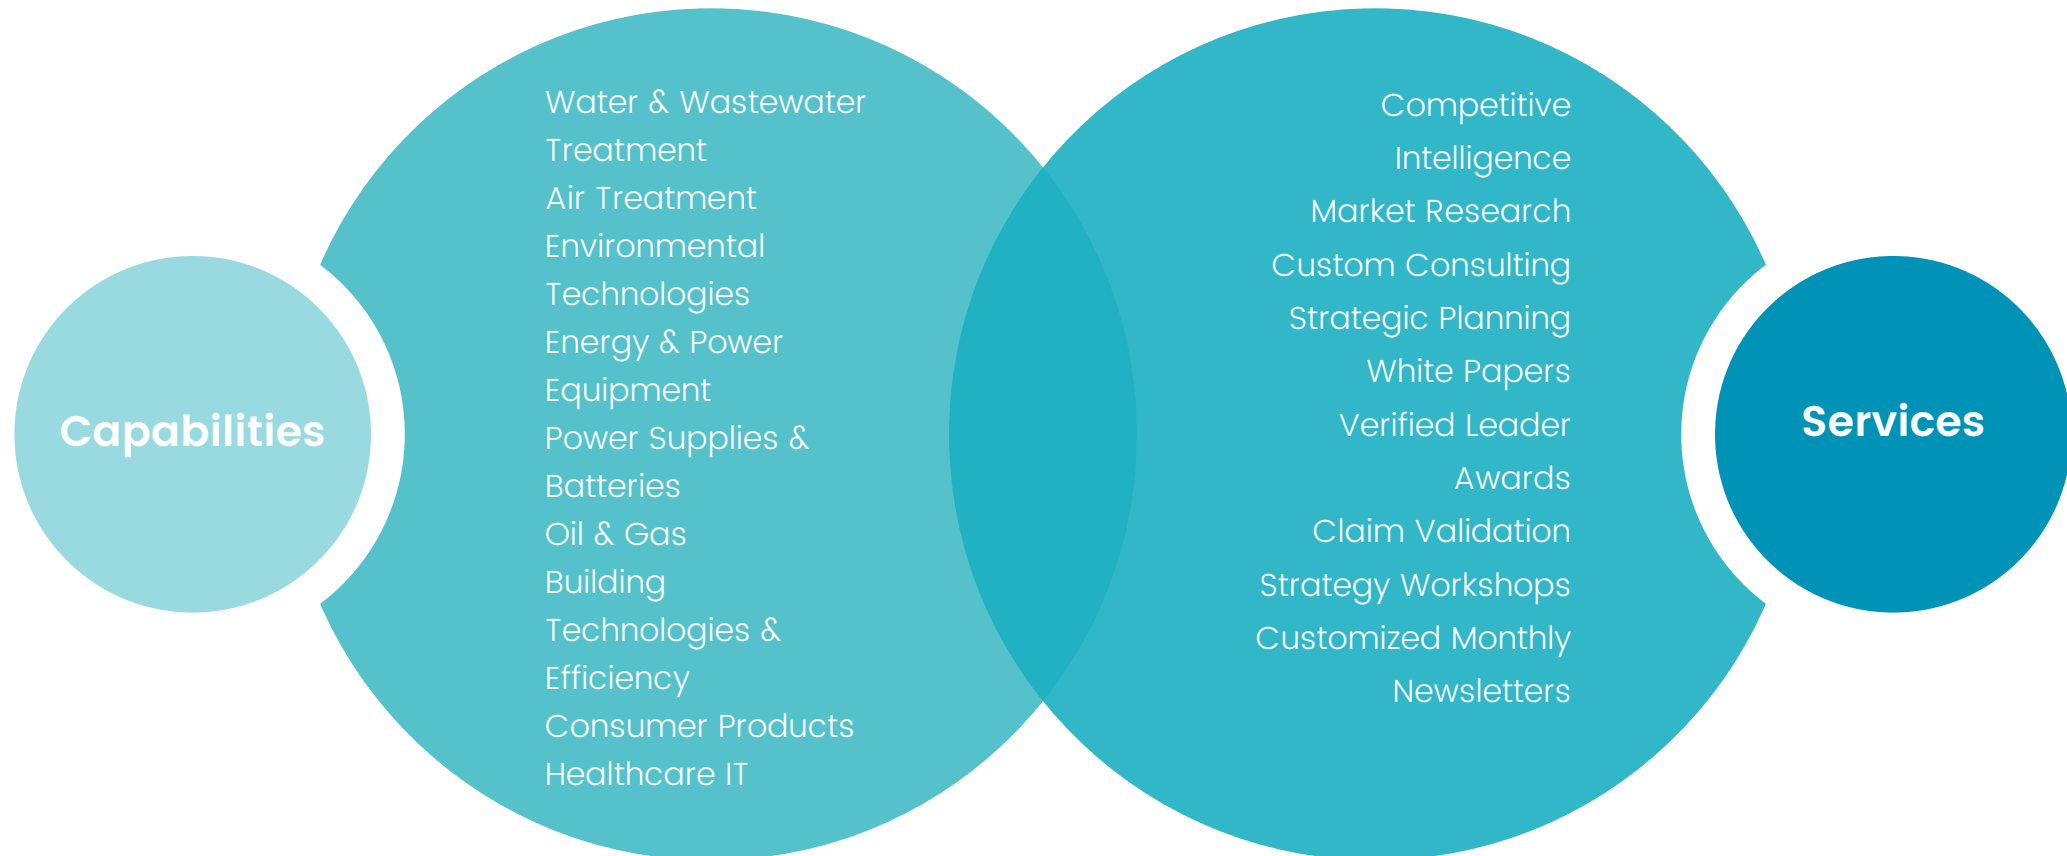 Capabilities
Water & Wastewater
Treatment
Air Treatment
Environmental
Technologies
Energy & Power
Equipment
Power Supplies &
Batteries
Oil & Gas
Building
Technologies &
Efficiency
Consumer Products
Healthcare IT
Competitive
Intelligence
Market Research
Custom Consulting
Strategic Planning
White Papers
Verified Leader
Awards
Claim Validation
Strategy Workshops
Customized Monthly
Newsletters
Services